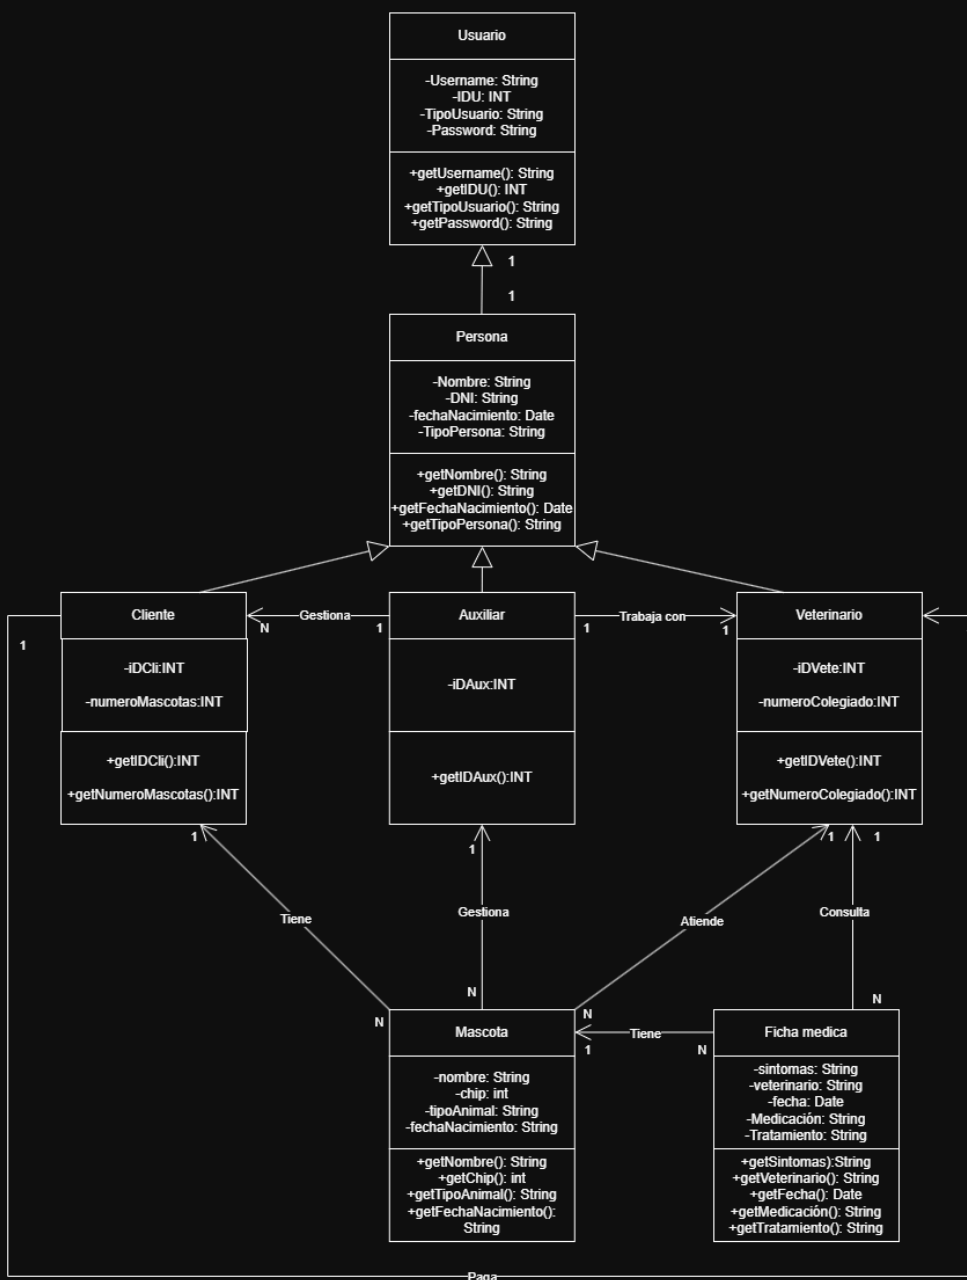 Usuario
-Username: String
-IDU: INT
-TipoUsuario: String
-Password: String
+getUsername(): String
+getIDU(): INT
+getTipoUsuario(): String
+getPassword(): String
1
1
Persona
-Nombre: String
-DNI: String
-fechaNacimiento: Date
-TipoPersona: String
+getNombre(): String
+getDNI(): String
+getFechaNacimiento(): Date
+getTipoPersona(): String
Cliente
Gestiona
Auxiliar
Trabaja con
Veterinario
N
1
1
1
1
-iDCli:INT
-numeroMascotas:INT
+getIDCli():INT
+getNumeroMascotas():INT
-iDAux:INT
+getIDAux():INT
-iDVete:INT
-numeroColegiado:INT
+getIDVete():INT
+getNumeroColegiado():INT
1
1
1
1
Tiene
Gestiona
Atiende
Consulta
N
N
N
N
Mascota
Tiene
Ficha medica
1
N
-nombre: String
-chip: int
-tipoAnimal: String
-fechaNacimiento: String
+getNombre(): String
+getChip(): int
+getTipoAnimal(): String
+getFechaNacimiento():
String
-sintomas: String
-veterinario: String
-fecha: Date
-Medicación: String
-Tratamiento: String
+getSintomas):String
+getVeterinario(): String
+getFecha(): Date
+getMedicación(): String
+getTratamiento(): String
Paga